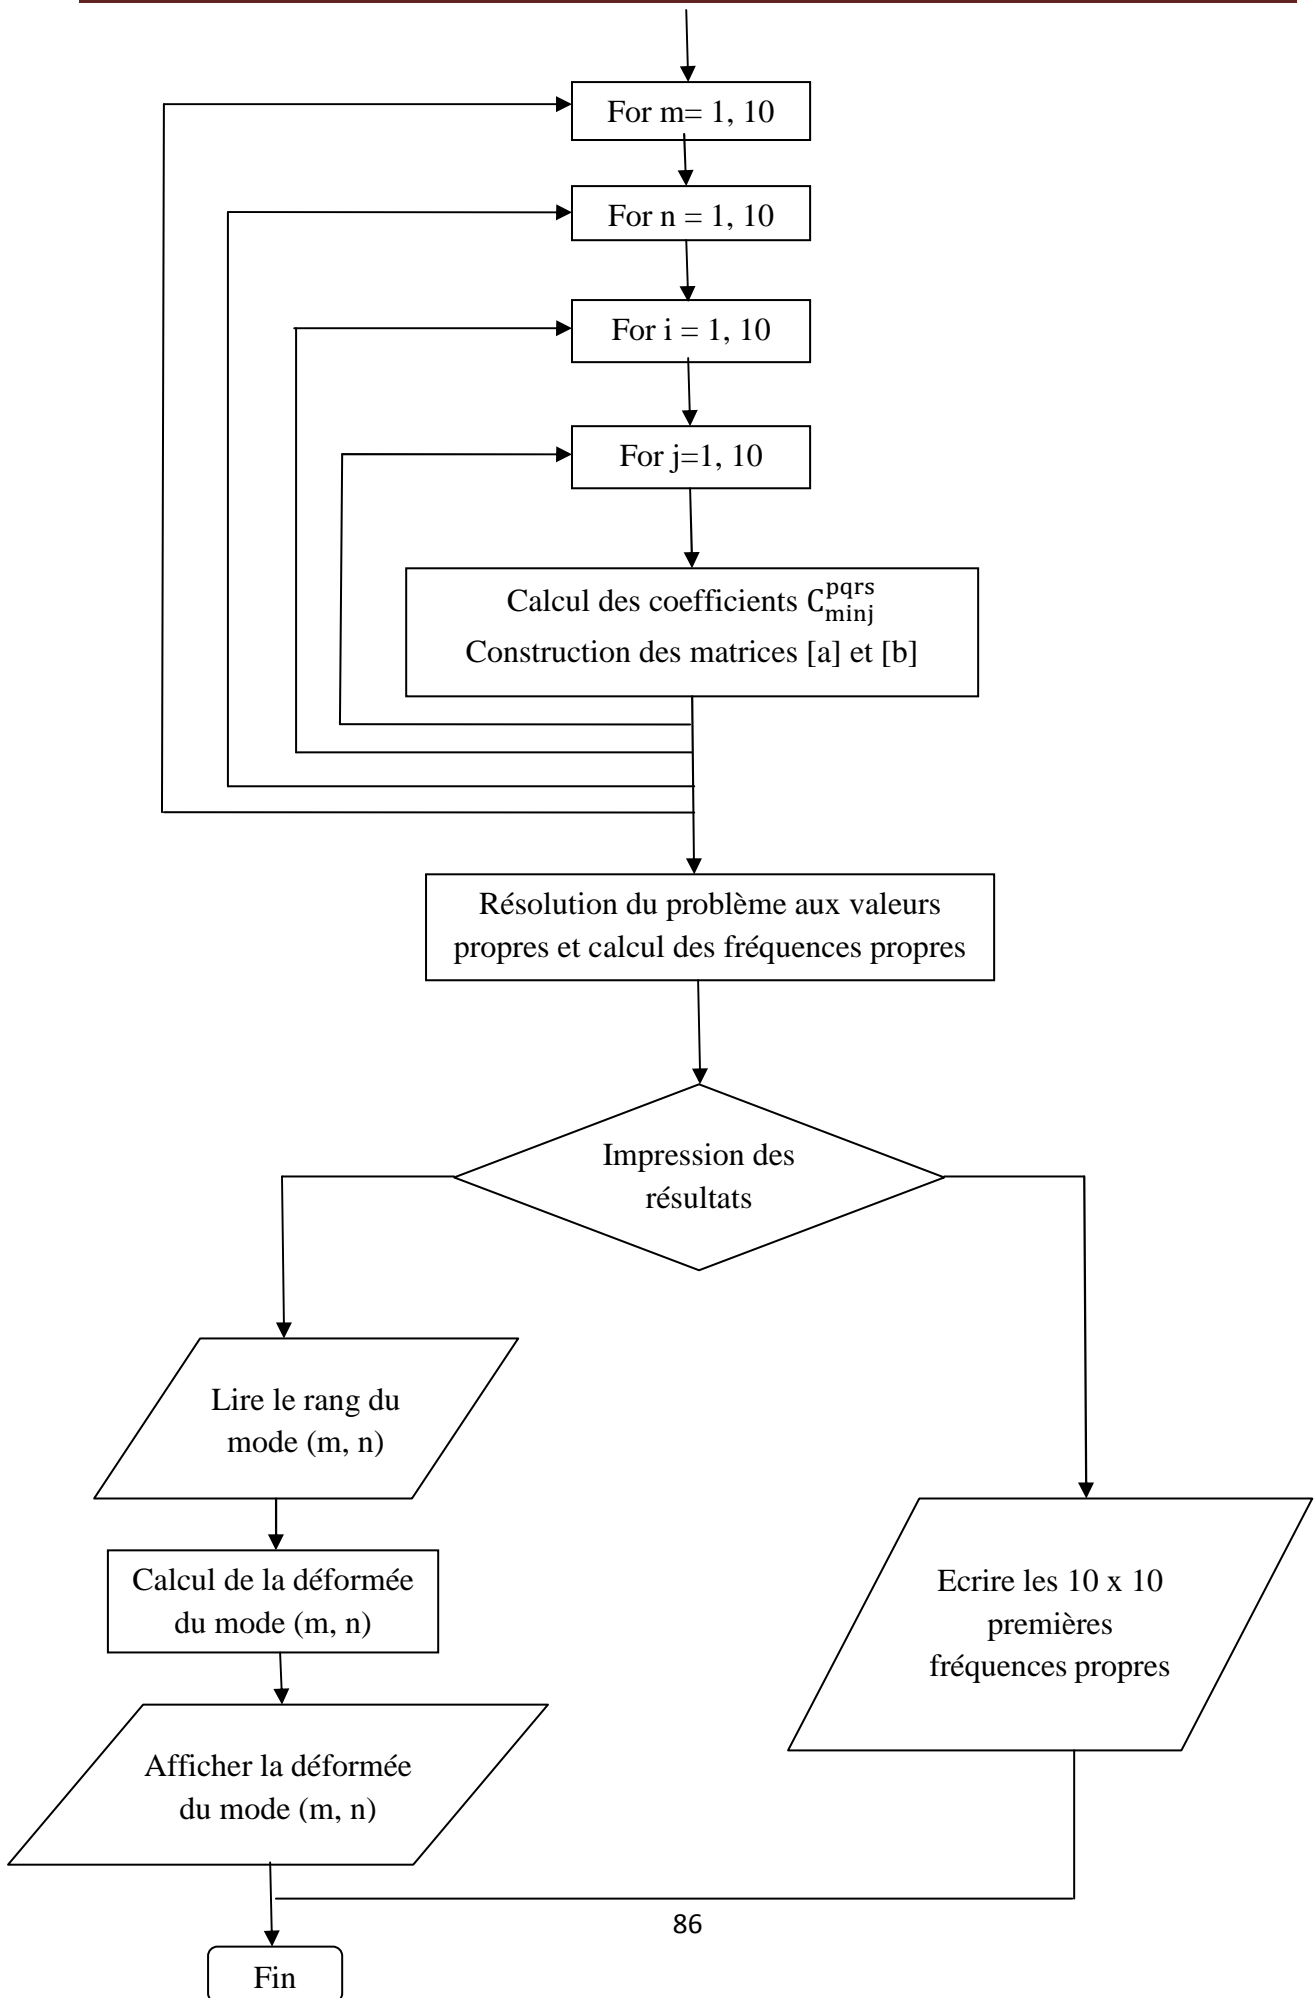 For m= 1, 10
For n = 1, 10
For i = 1, 10
For j=1, 10
Calcul des coefficients C_{minj}^{pqrs}
Construction des matrices [a] et [b]
Résolution du problème aux valeurs
propres et calcul des fréquences propres
Impression des
résultats
Lire le rang du
mode (m, n)
Calcul de la déformée
du mode (m, n)
Afficher la déformée
du mode (m, n)
Ecrire les 10 x 10
premières
fréquences propres
86
Fin